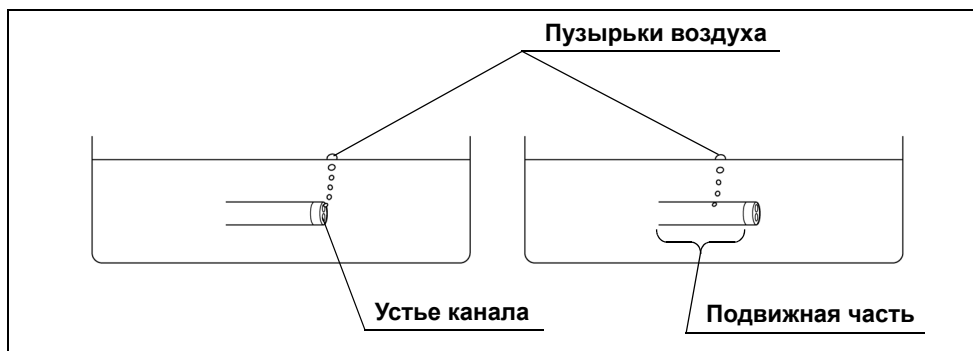 Пузырьки воздуха
Устье канала
Подвижная часть